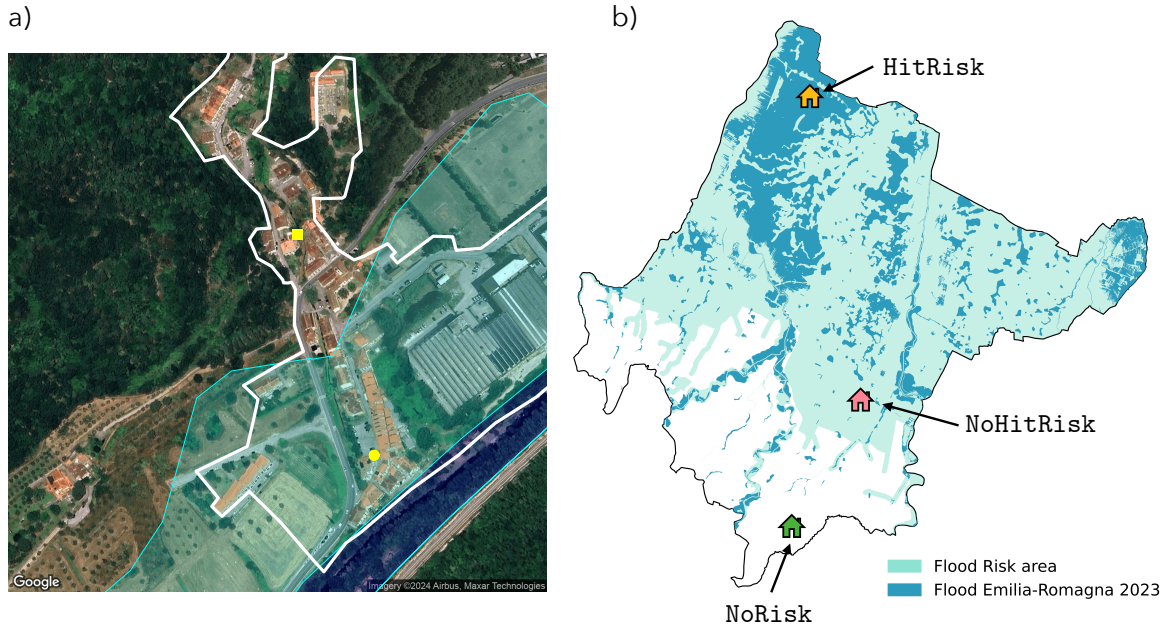 a)
b)
HitRisk
NoHitRisk
NoRisk
Flood Risk area
Flood Emilia-Romagna 2023
Google
Imagery ©2024 Airbus, Maxar Technologies